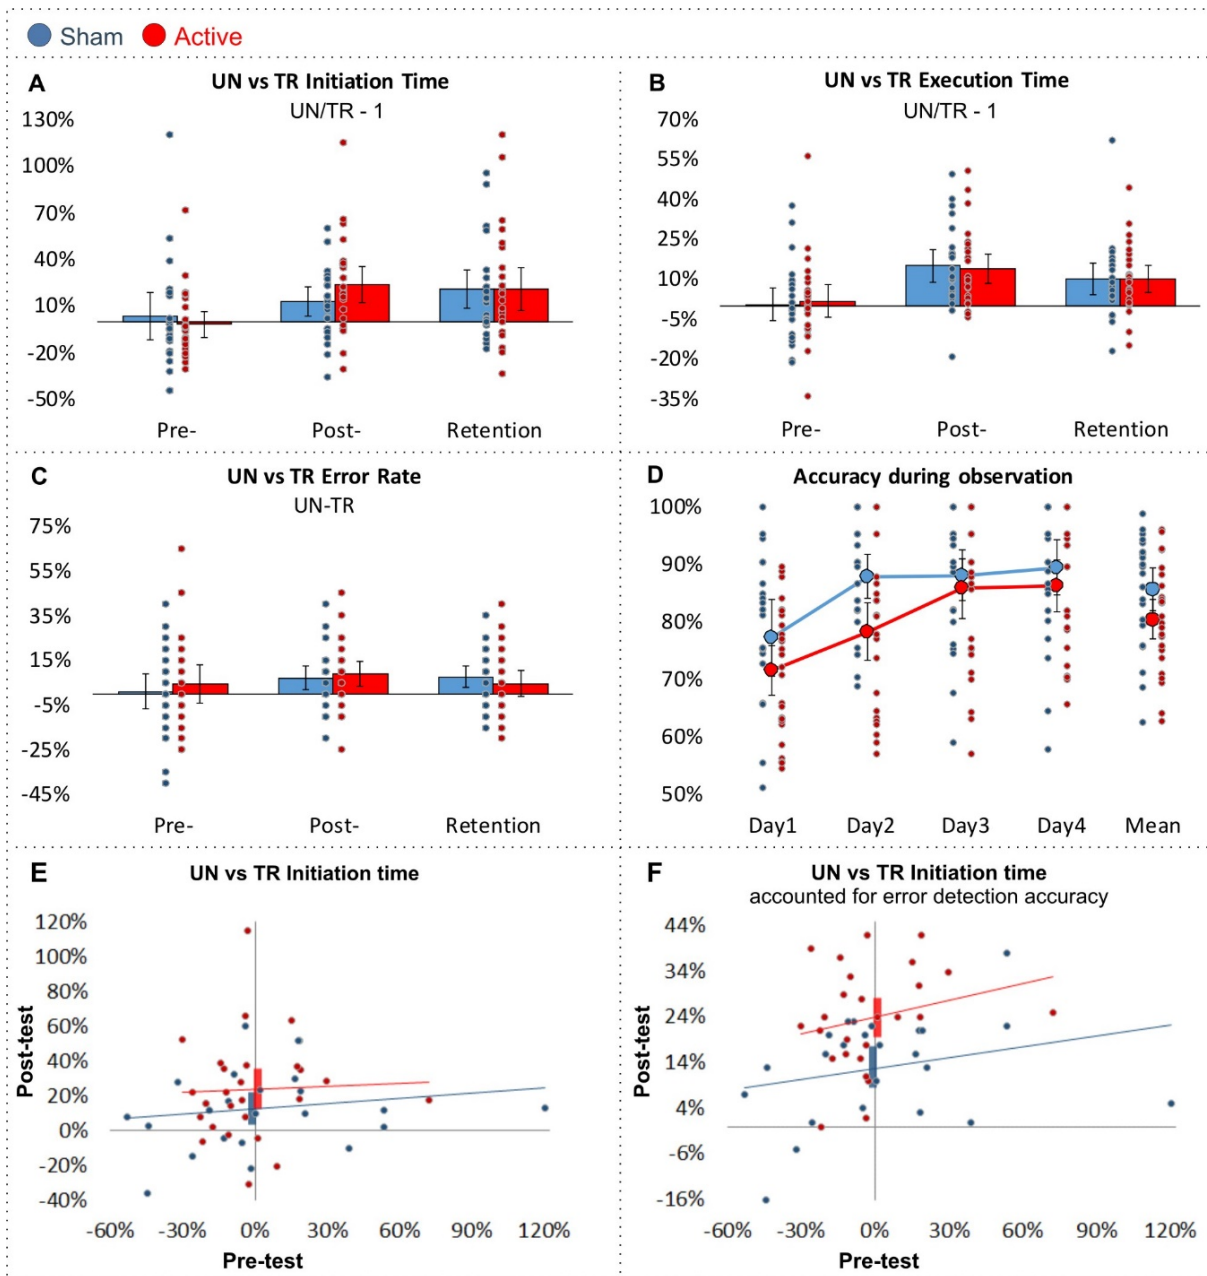 Sham Active
A UN vs TR Initiation Time
UN/TR - 1
130%
100%
70%
40%
10%
-20%
-50%
Pre- Post- Retention
B UN vs TR Execution Time
UN/TR - 1
70%
55%
40%
25%
10%
-5%
-20%
-35%
Pre- Post- Retention
C UN vs TR Error Rate
UN-TR
75%
55%
35%
15%
-5%
-25%
-45%
Pre- Post- Retention
D Accuracy during observation
100%
90%
80%
70%
60%
50%
Day1 Day2 Day3 Day4 Mean
E UN vs TR Initiation time
120%
100%
80%
60%
40%
20%
0%
-20%
-40%
Post-test
-60% -30% 0% 30% 60% 90% 120%
Pre-test
F UN vs TR Initiation time
accounted for error detection accuracy
44%
34%
24%
14%
4%
-6%
-16%
Post-test
-60% -30% 0% 30% 60% 90% 120%
Pre-test